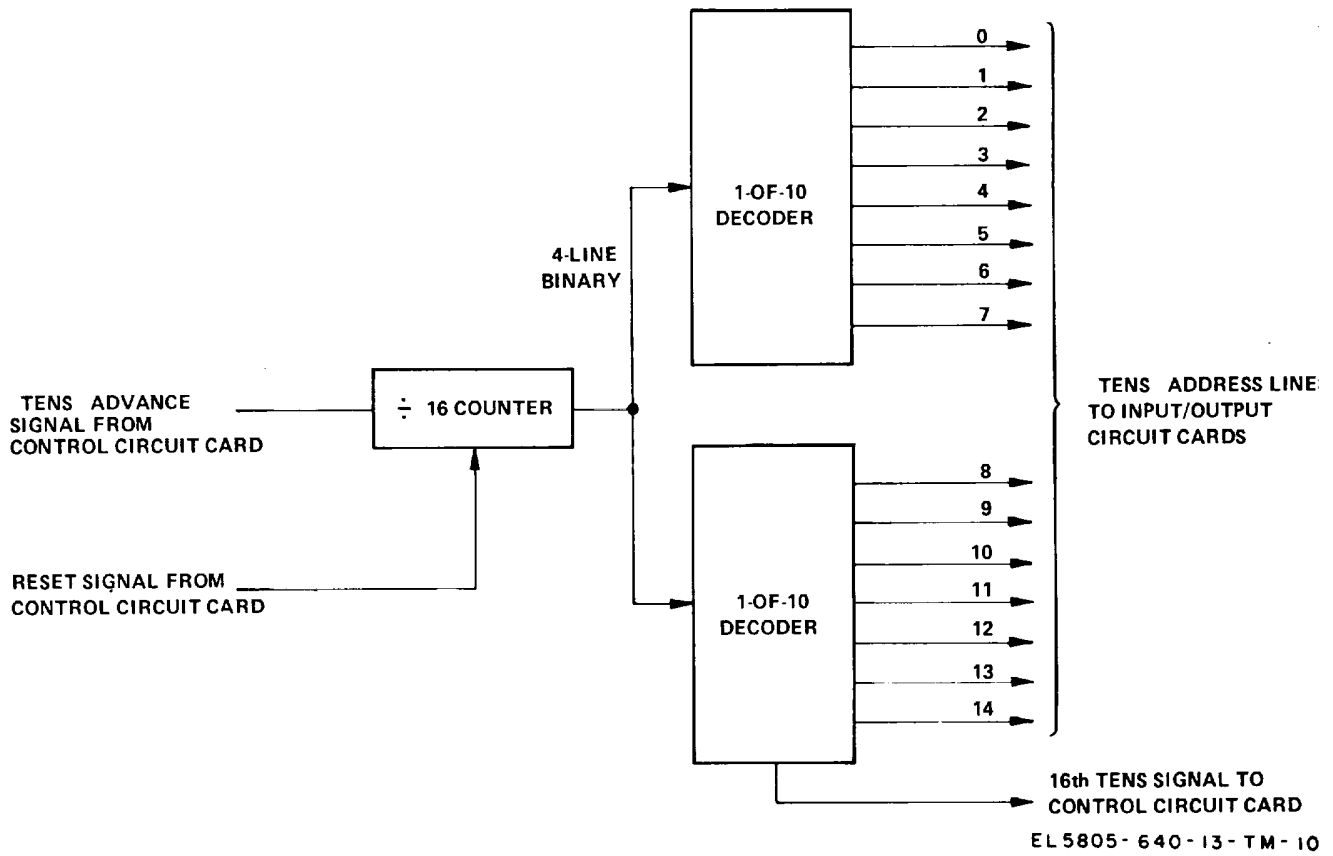 0
1
2
3
1-OF-10
DECODER
4
5
6
7
4-LINE
BINARY
TENS ADVANCE
SIGNAL FROM
CONTROL CIRCUIT CARD
÷ 16 COUNTER
TENS ADDRESS LINES
TO INPUT/OUTPUT
CIRCUIT CARDS
RESET SIGNAL FROM
CONTROL CIRCUIT CARD
8
9
10
11
1-OF-10
DECODER
12
13
14
16th TENS SIGNAL TO
CONTROL CIRCUIT CARD
EL5805-640-13-TM-10